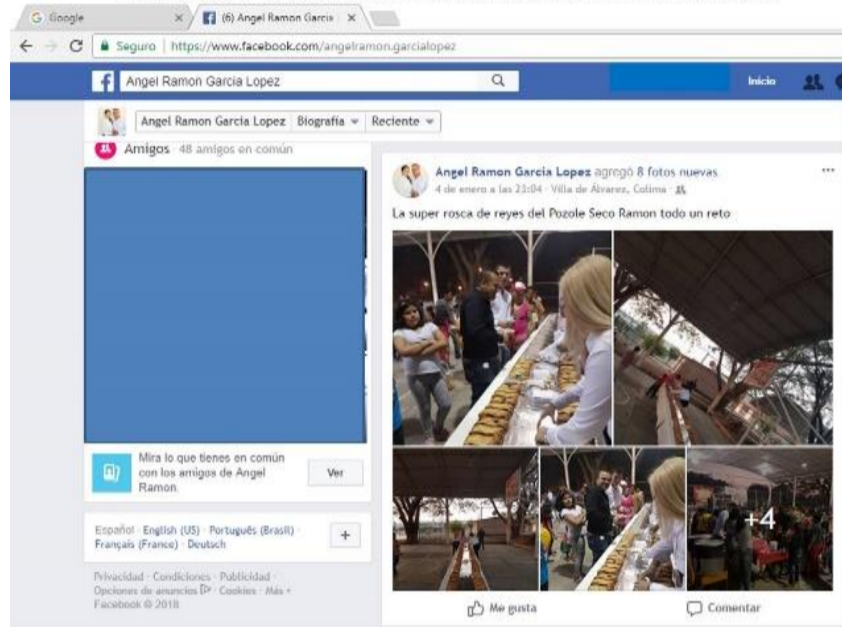 Google
(6) Angel Ramon Garcia
Seguro | https://www.facebook.com/angelramon.garcialopez
Angel Ramon Garcia Lopez
Inicio
Angel Ramon Garcia Lopez Biografía Reciente
Amigos · 48 amigos en común
Mira lo que tienes en común
con los amigos de Angel
Ramon.
Ver
Español · English (US) · Português (Brasil) ·
Français (France) · Deutsch
+
Privacidad · Condiciones · Publicidad ·
Opciones de anuncios · Cookies · Más
Facebook © 2018
Angel Ramon Garcia Lopez agregó 8 fotos nuevas.
4 de enero a las 23:04 · Villa de Álvarez, Colima ·
La super rosca de reyes del Pozole Seco Ramon todo un reto
+4
Me gusta
Comentar